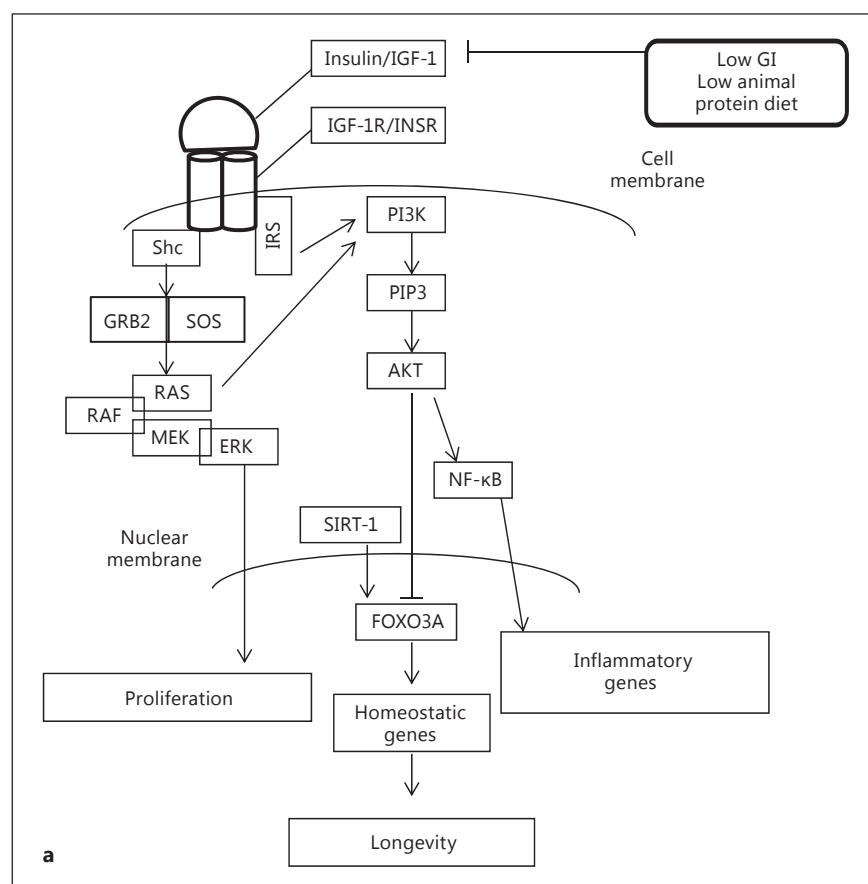 Insulin/IGF-1
Low GI
Low animal
protein diet
IGF-1R/INSR
Cell
membrane
IRS
PI3K
Shc
PIP3
GRB2
SOS
AKT
RAS
RAF
MEK
ERK
NF-κB
SIRT-1
Nuclear
membrane
FOXO3A
Inflammatory
genes
Proliferation
Homeostatic
genes
Longevity
a